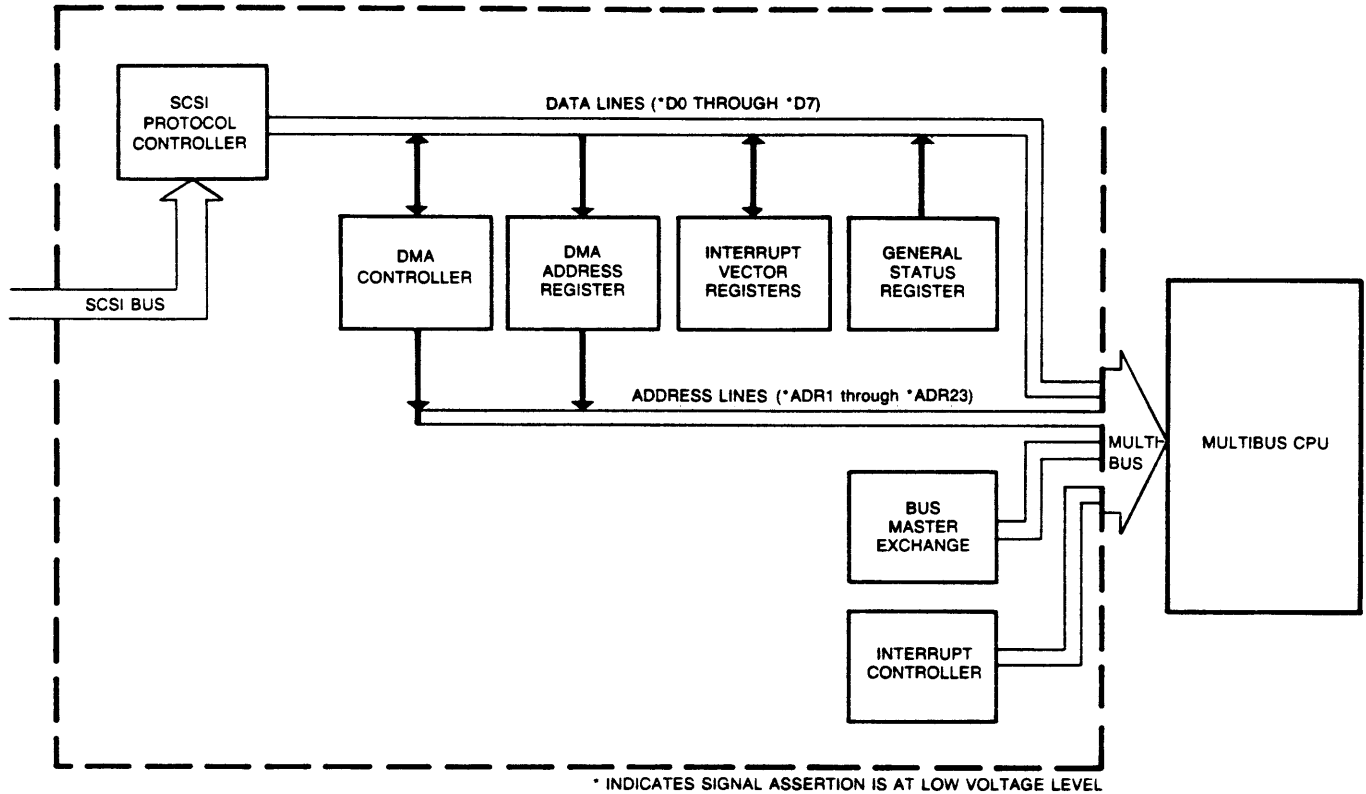 SCSI
PROTOCOL
CONTROLLER
DATA LINES (*D0 THROUGH *D7)
DMA
CONTROLLER
DMA
ADDRESS
REGISTER
INTERRUPT
VECTOR
REGISTERS
GENERAL
STATUS
REGISTER
SCSI BUS
ADDRESS LINES (*ADR1 through *ADR23)
MULTI-
BUS
MULTIBUS CPU
BUS
MASTER
EXCHANGE
INTERRUPT
CONTROLLER
* INDICATES SIGNAL ASSERTION IS AT LOW VOLTAGE LEVEL